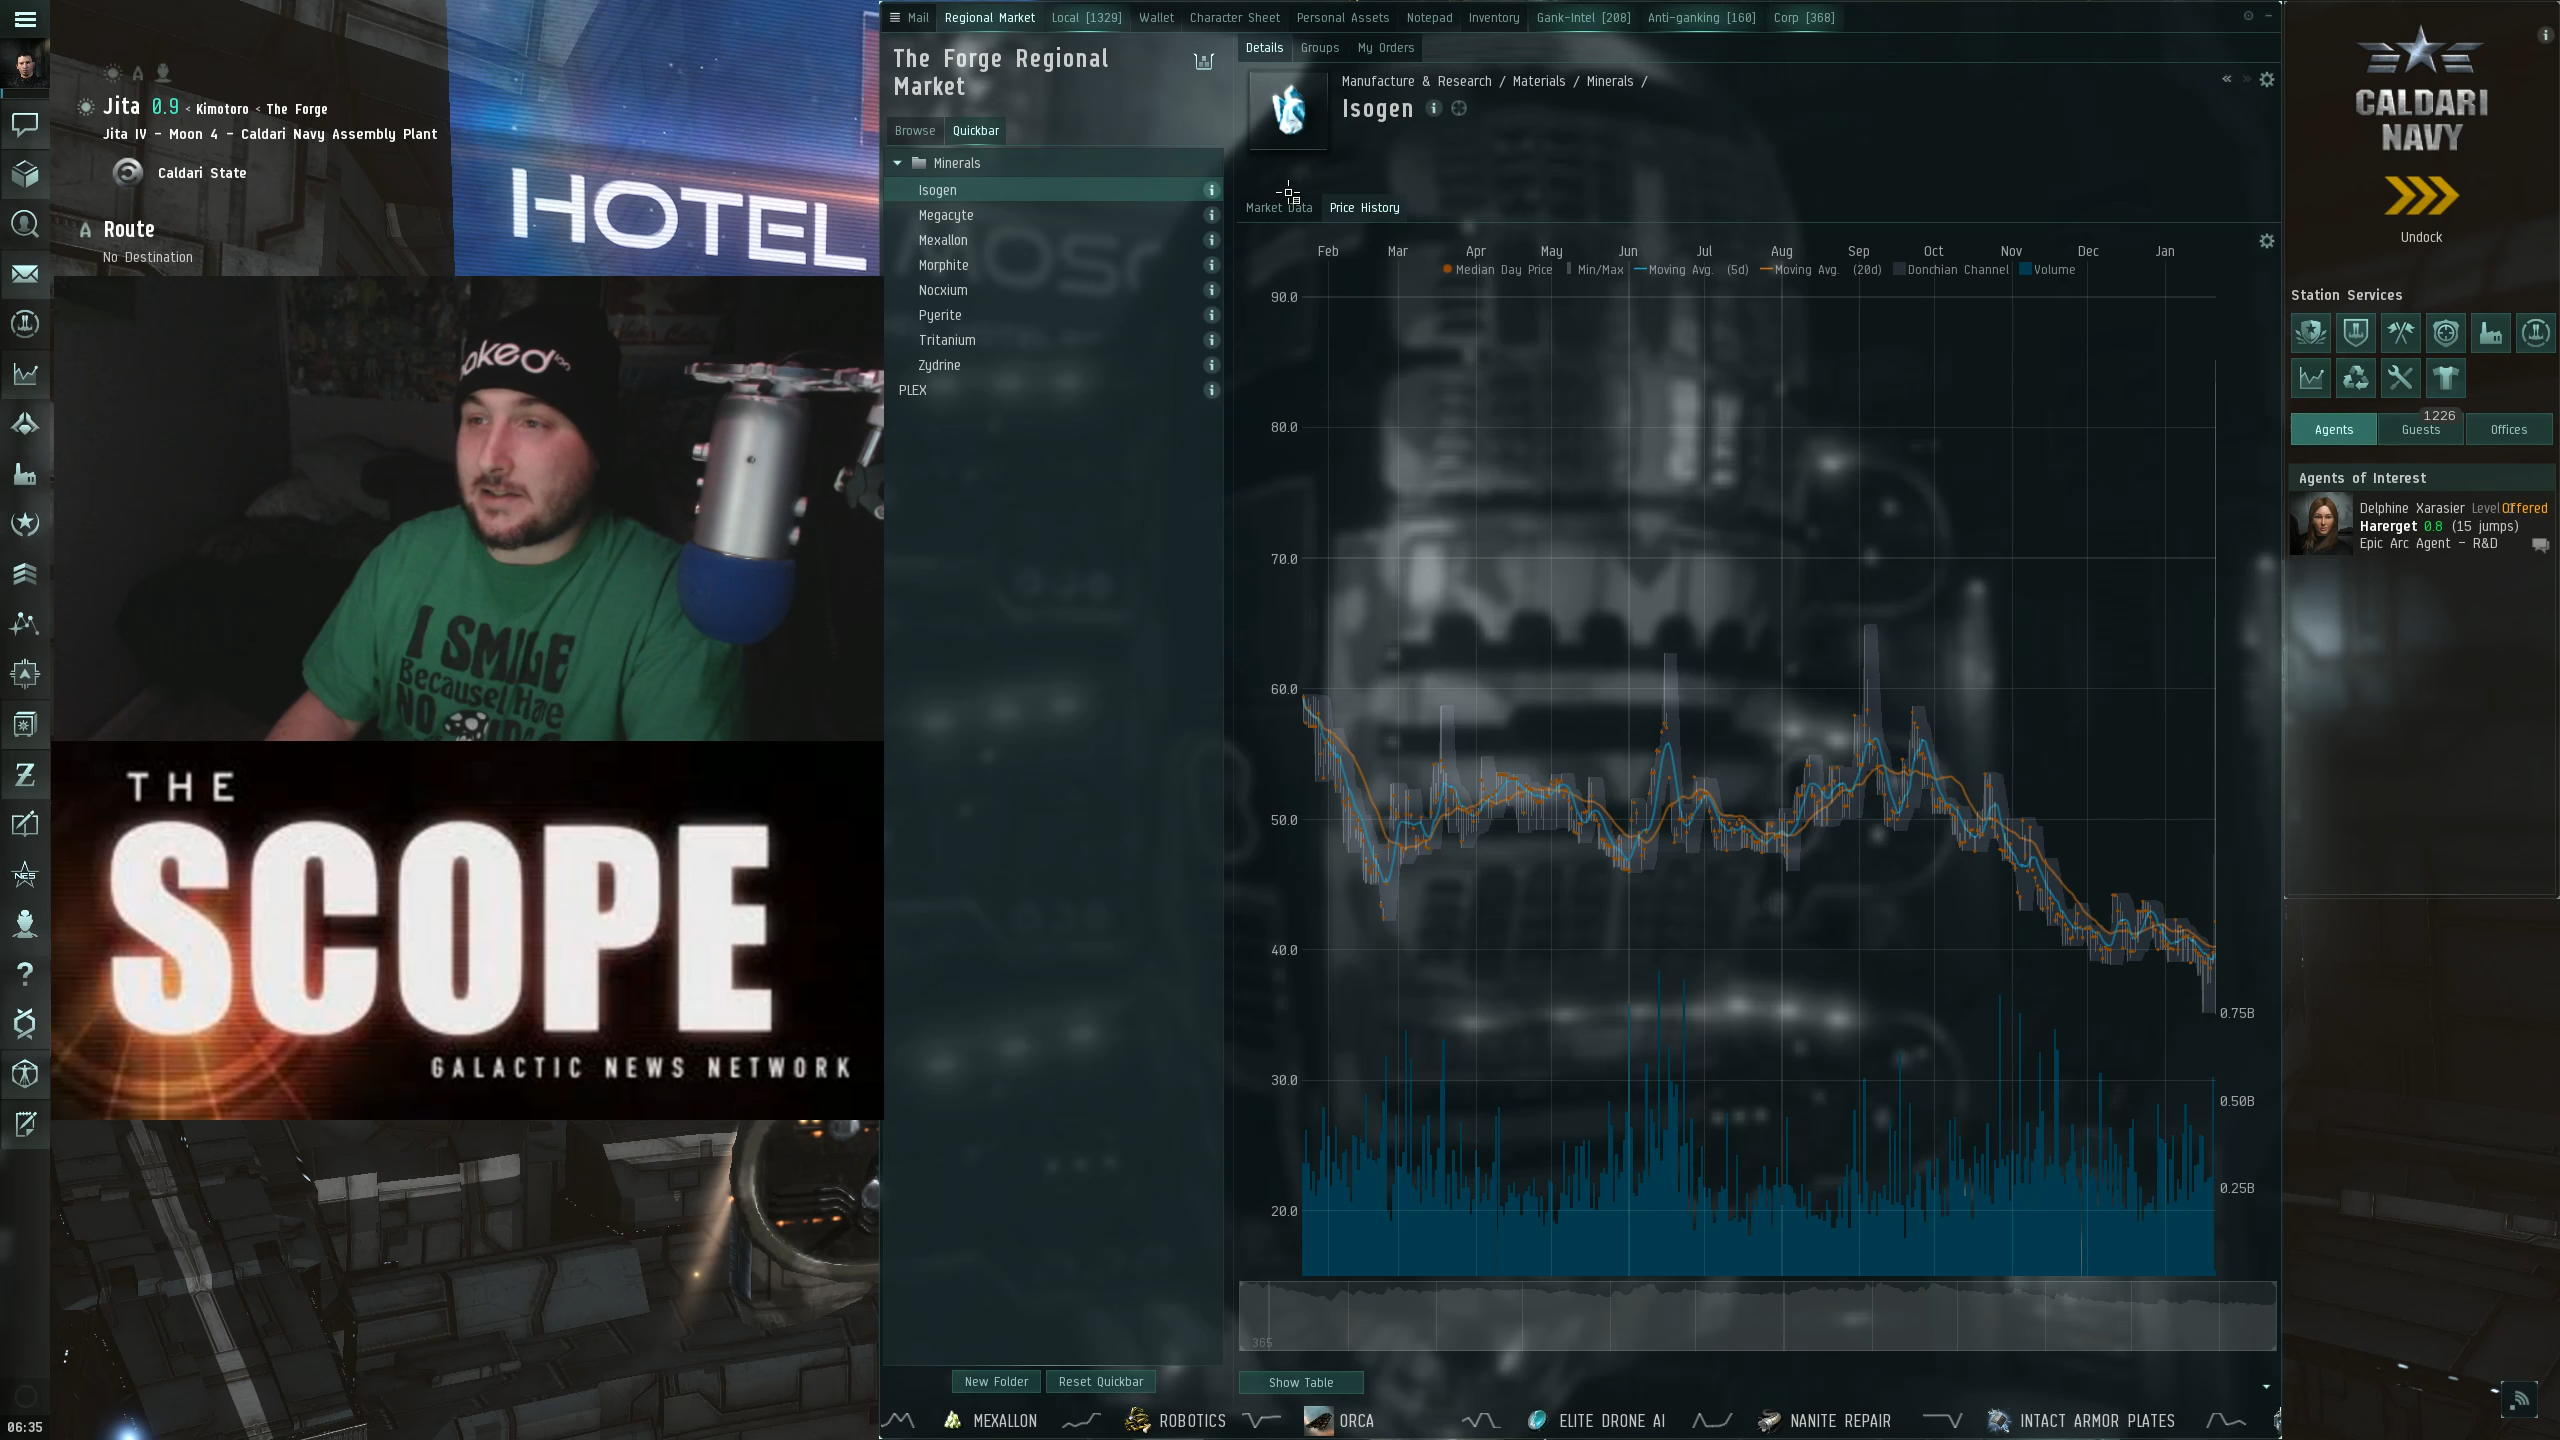 Mail
Regional Market
Local [1329]
Wallet
Character Sheet
Personal Assets
Notepad
Inventory
Gank-Intel [208]
Anti-ganking [160]
Corp [368]
Jita 0.9 < Kimotoro < The Forge
Jita IV - Moon 4 - Caldari Navy Assembly Plant
Caldari State
Route
No Destination
HOTEL
The Forge Regional
Market
Browse
Quickbar
Minerals
Isogen
Megacyte
Mexallon
Morphite
Nocxium
Pyerite
Tritanium
Zydrine
PLEX
New Folder
Reset Quickbar
Details
Groups
My Orders
Manufacture & Research / Materials / Minerals /
Isogen
Market Data
Price History
Feb
Mar
Apr
May
Jun
Jul
Aug
Sep
Oct
Nov
Dec
Jan
Median Day Price
Min/Max
Moving Avg. (5d)
Moving Avg. (20d)
Donchian Channel
Volume
90.0
80.0
70.0
60.0
50.0
40.0
30.0
20.0
0.75B
0.50B
0.25B
365
Show Table
CALDARI
NAVY
Undock
Station Services
Agents
Guests
1226
Offices
Agents of Interest
Delphine Xarasier Level Offered
Harerget 0.8 (15 jumps)
Epic Arc Agent - R&D
I SMILE
Because I Have
NO
THE
SCOPE
GALACTIC NEWS NETWORK
NES
06:35
MEXALLON
ROBOTICS
ORCA
ELITE DRONE AI
NANITE REPAIR
INTACT ARMOR PLATES